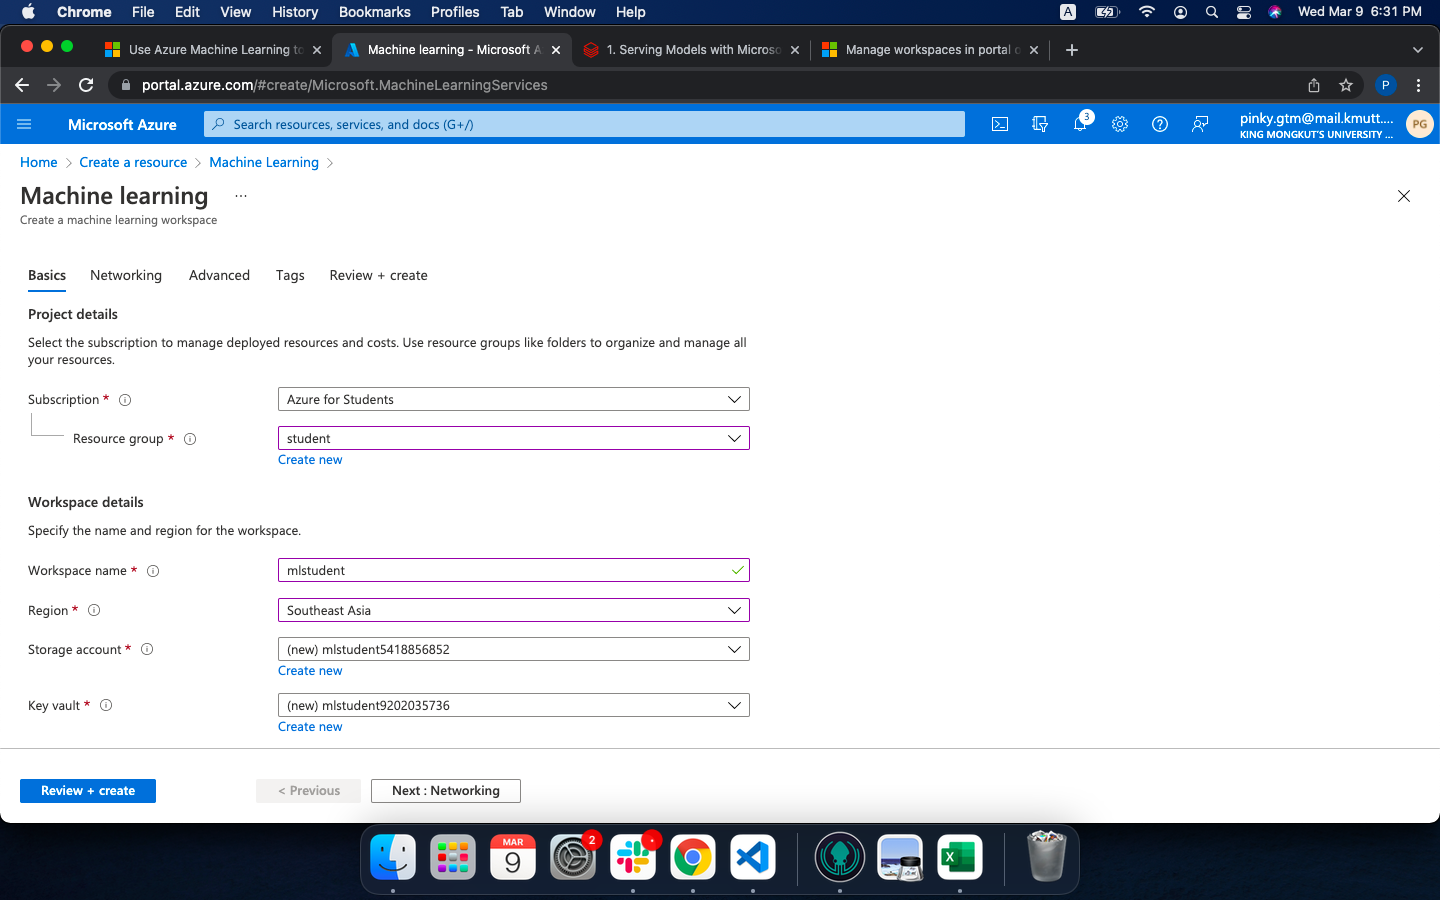 Chrome File Edit View History Bookmarks Profiles Tab Window Help A Wed Mar 9 6:31 PM
Use Azure Machine Learning to Machine learning - Microsoft A 1. Serving Models with Microso Manage workspaces in portal o
portal.azure.com/#create/Microsoft.MachineLearningServices P
Microsoft Azure Search resources, services, and docs (G+/) 3 pinky.gtm@mail.kmutt.... PG
KING MONGKUT'S UNIVERSITY ...
Home > Create a resource > Machine Learning >
Machine learning ...
Create a machine learning workspace
Basics Networking Advanced Tags Review + create
Project details
Select the subscription to manage deployed resources and costs. Use resource groups like folders to organize and manage all
your resources.
Subscription * Azure for Students
Resource group * student
Create new
Workspace details
Specify the name and region for the workspace.
Workspace name * mlstudent
Region * Southeast Asia
Storage account * (new) mlstudent5418856852
Create new
Key vault * (new) mlstudent9202035736
Create new
Review + create < Previous Next : Networking
MAR
9
2